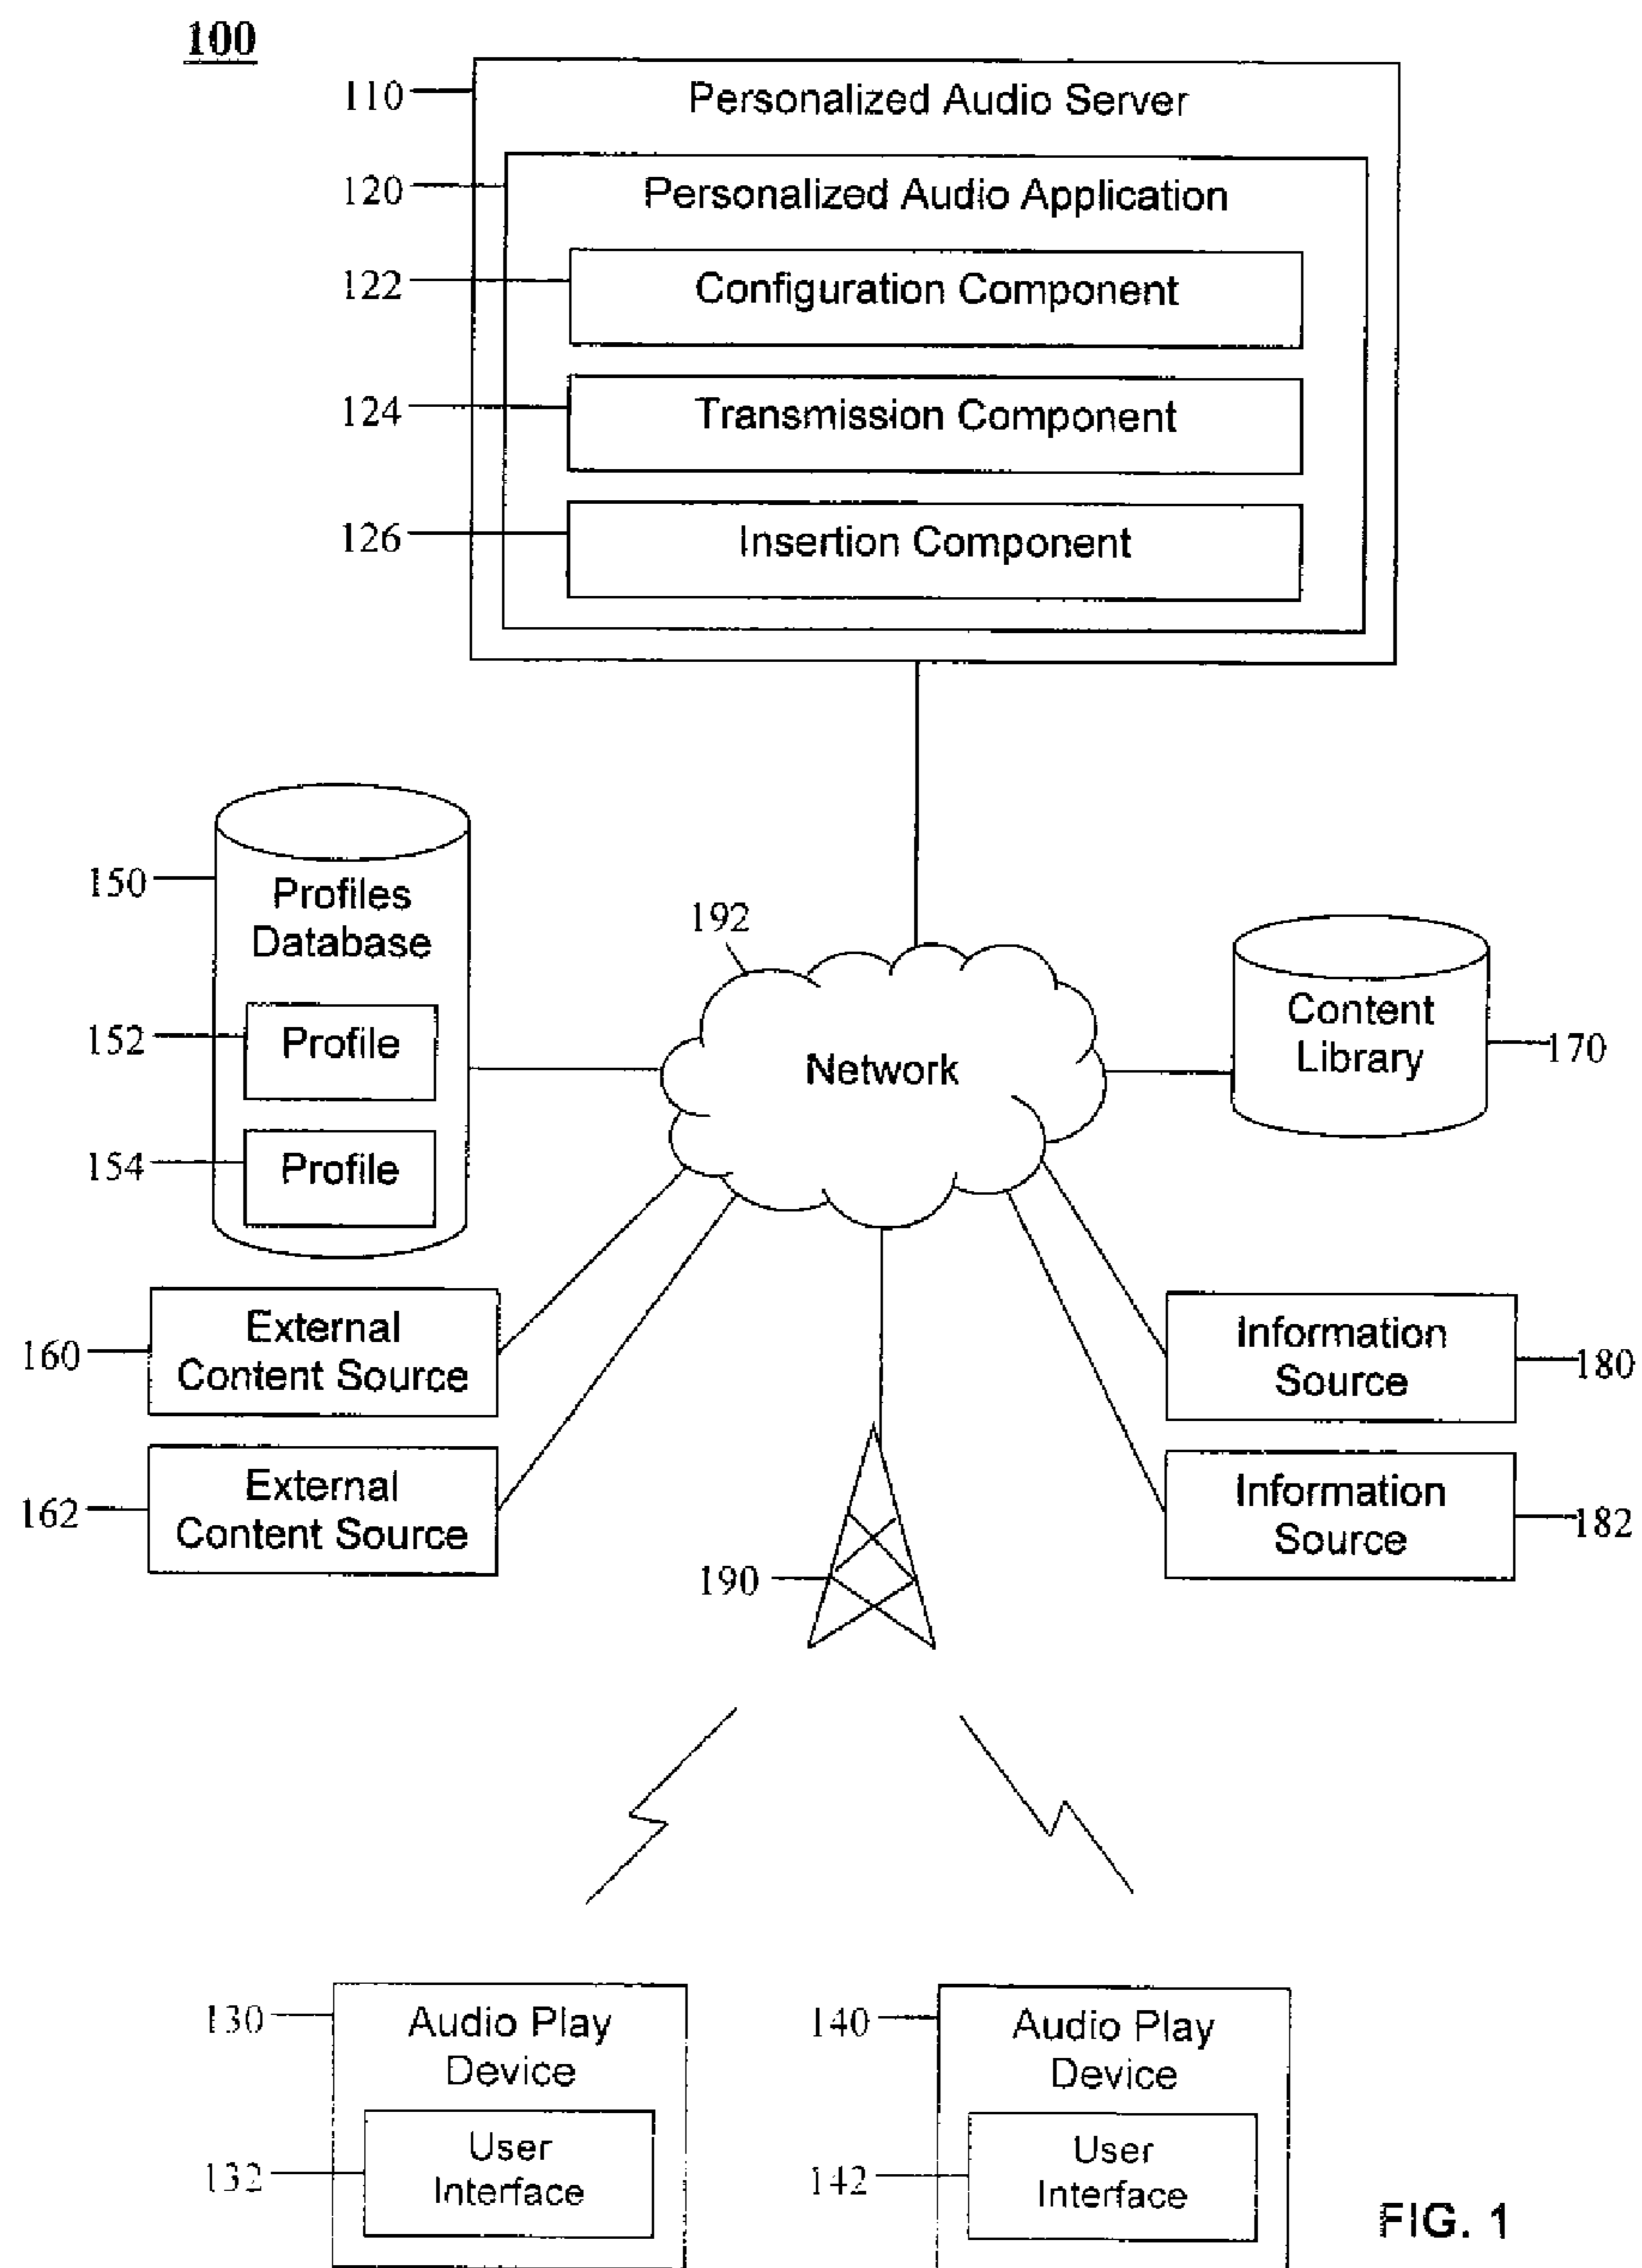 100
110
Personalized Audio Server
120
Personalized Audio Application
122
Configuration Component
124
Transmission Component
126
Insertion Component
150
Profiles
Database
152
Profile
154
Profile
192
Network
Content
Library
170
160
External
Content Source
162
External
Content Source
Information
Source
180
Information
Source
182
190
130
Audio Play
Device
132
User
Interface
140
Audio Play
Device
142
User
Interface
FIG. 1